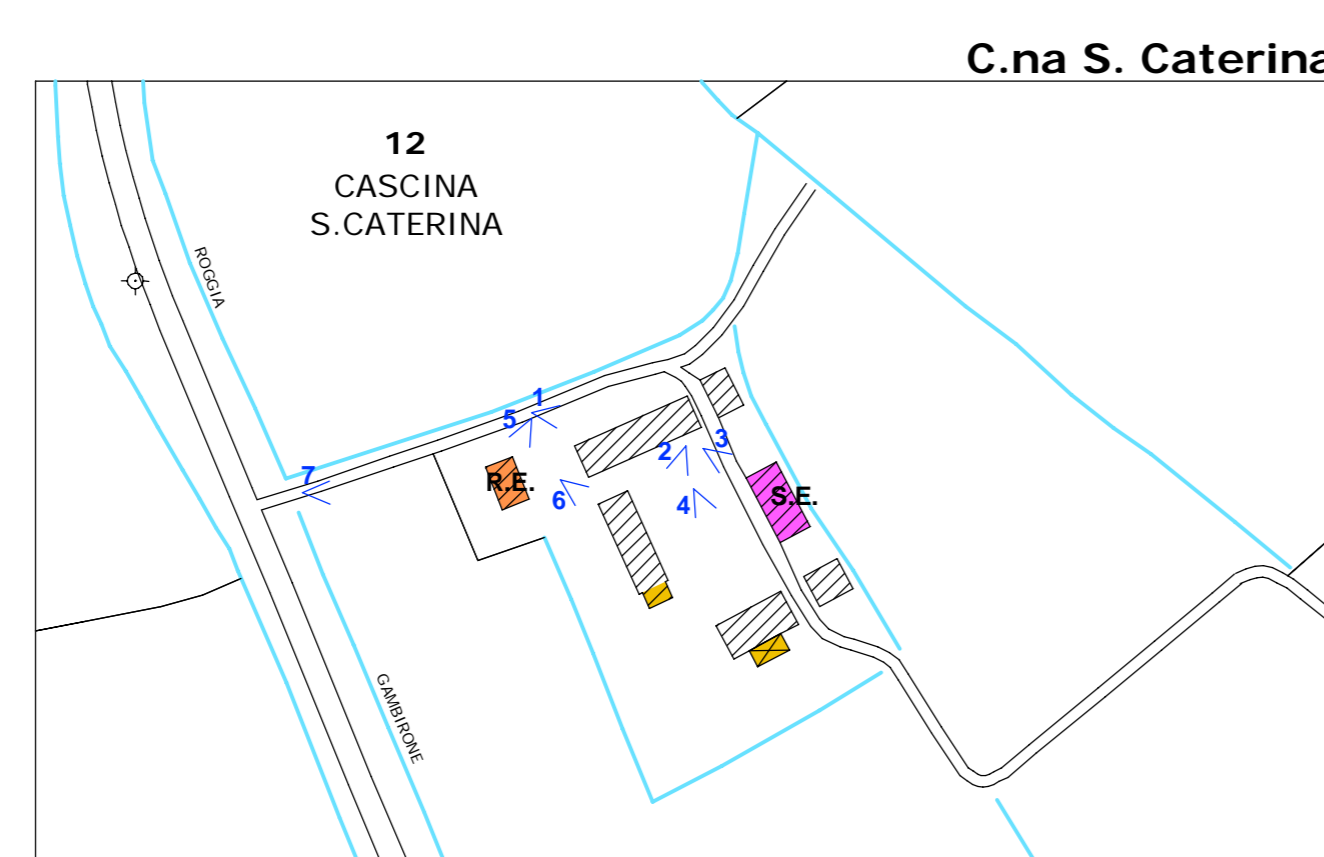 C.na S. Caterina
12
CASCINA
S.CATERINA
ROGGIA
1
5
3
2
7
R.E.
6
4
S.E.
GAMBIRONE